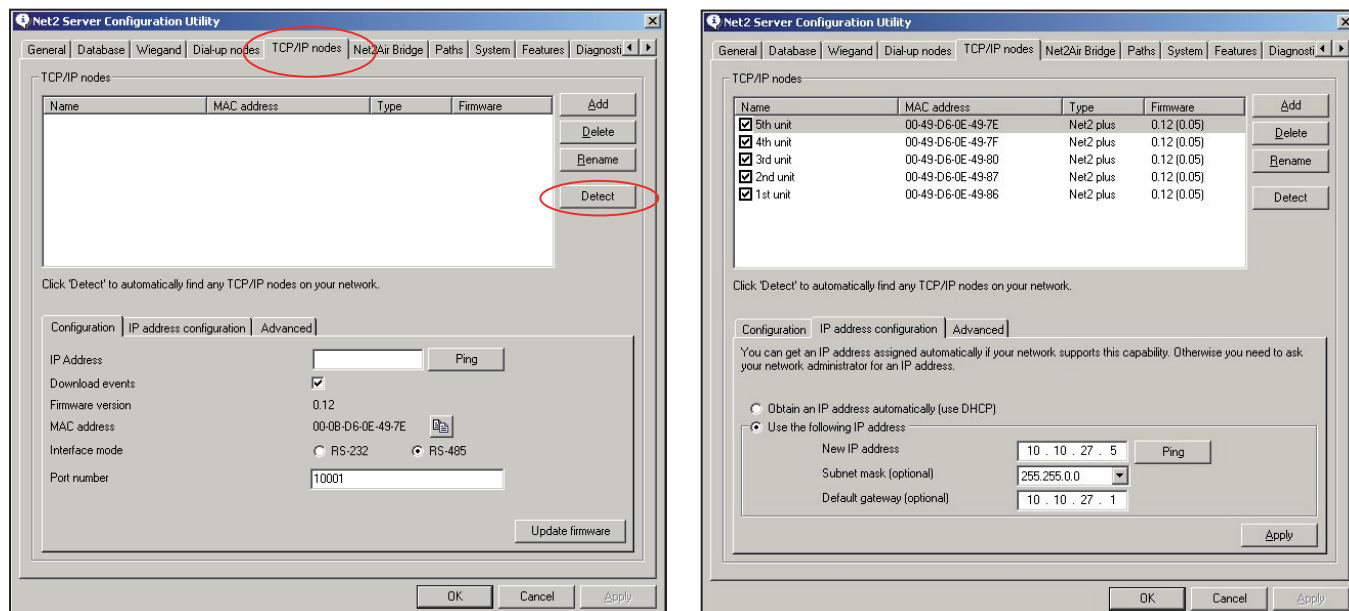 Net2 Server Configuration Utility
General Database Wiegand Dial-up nodes TCP/IP nodes Net2Air Bridge Paths System Features Diagnosti
TCP/IP nodes
Name MAC address Type Firmware
Add
Delete
Rename
Detect
Click 'Detect' to automatically find any TCP/IP nodes on your network.
Configuration IP address configuration Advanced
IP Address Ping
Download events
Firmware version 0.12
MAC address 00-0B-D6-0E-49-7E
Interface mode RS-232 RS-485
Port number 10001
Update firmware
OK Cancel Apply
Net2 Server Configuration Utility
General Database Wiegand Dial-up nodes TCP/IP nodes Net2Air Bridge Paths System Features Diagnosti
TCP/IP nodes
Name MAC address Type Firmware
5th unit 00-49-D6-0E-49-7E Net2 plus 0.12 (0.05)
4th unit 00-49-D6-0E-49-7F Net2 plus 0.12 (0.05)
3rd unit 00-49-D6-0E-49-80 Net2 plus 0.12 (0.05)
2nd unit 00-49-D6-0E-49-87 Net2 plus 0.12 (0.05)
1st unit 00-49-D6-0E-49-86 Net2 plus 0.12 (0.05)
Add
Delete
Rename
Detect
Click 'Detect' to automatically find any TCP/IP nodes on your network.
Configuration IP address configuration Advanced
You can get an IP address assigned automatically if your network supports this capability. Otherwise you need to ask
your network administrator for an IP address.
Obtain an IP address automatically (use DHCP)
Use the following IP address
New IP address 10 . 10 . 27 . 5 Ping
Subnet mask (optional) 255.255.0.0
Default gateway (optional) 10 . 10 . 27 . 1
Apply
OK Cancel Apply